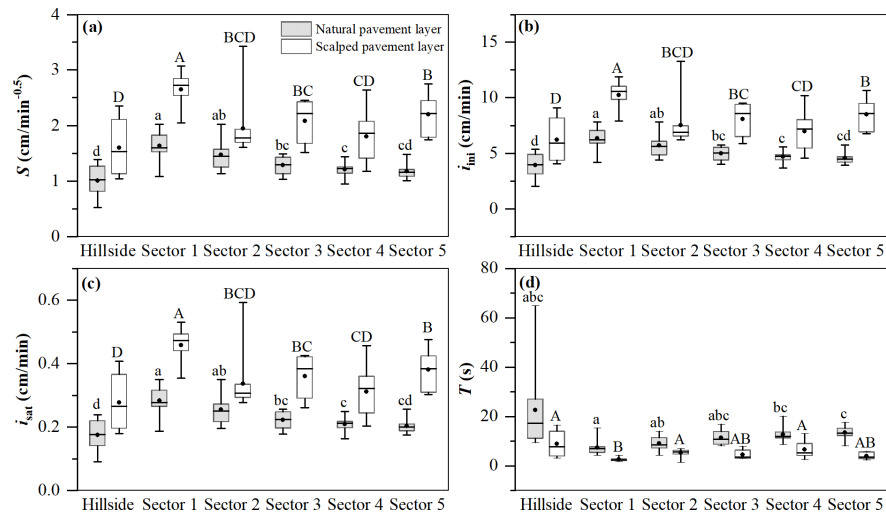 (a)
Natural pavement layer
Scalped pavement layer
S (cm/min⁻⁰·⁵)
4
3
2
1
0
d D a A ab BCD bc BC c CD cd B
Hillside Sector 1 Sector 2 Sector 3 Sector 4 Sector 5
(b)
i_ini (cm/min)
15
10
5
0
d D a A ab BCD bc BC c CD cd B
Hillside Sector 1 Sector 2 Sector 3 Sector 4 Sector 5
(c)
i_sat (cm/min)
0.6
0.4
0.2
0.0
d D a A ab BCD bc BC c CD cd B
Hillside Sector 1 Sector 2 Sector 3 Sector 4 Sector 5
(d)
T (s)
80
60
40
20
0
abc A a B ab A abc AB bc A c AB
Hillside Sector 1 Sector 2 Sector 3 Sector 4 Sector 5